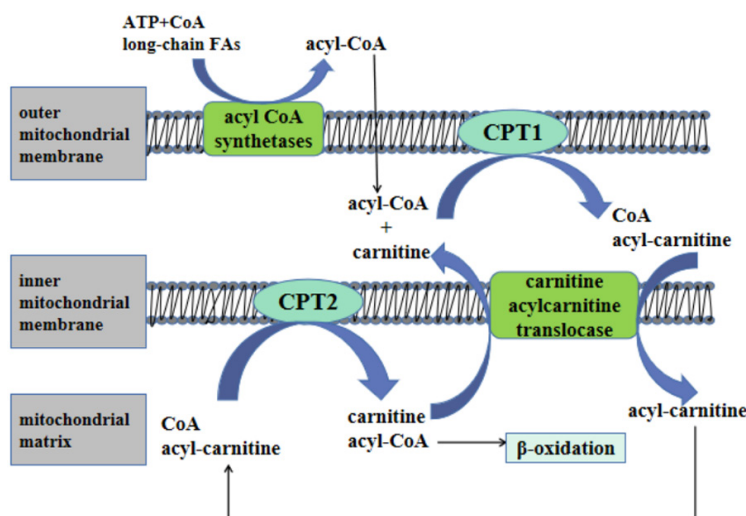 ATP+CoA
long-chain FAs
acyl-CoA
outer
mitochondrial
membrane
acyl CoA
synthetases
CPT1
acyl-CoA
+
carnitine
CoA
acyl-carnitine
inner
mitochondrial
membrane
CPT2
carnitine
acylcarnitine
translocase
mitochondrial
matrix
CoA
acyl-carnitine
carnitine
acyl-CoA
β-oxidation
acyl-carnitine